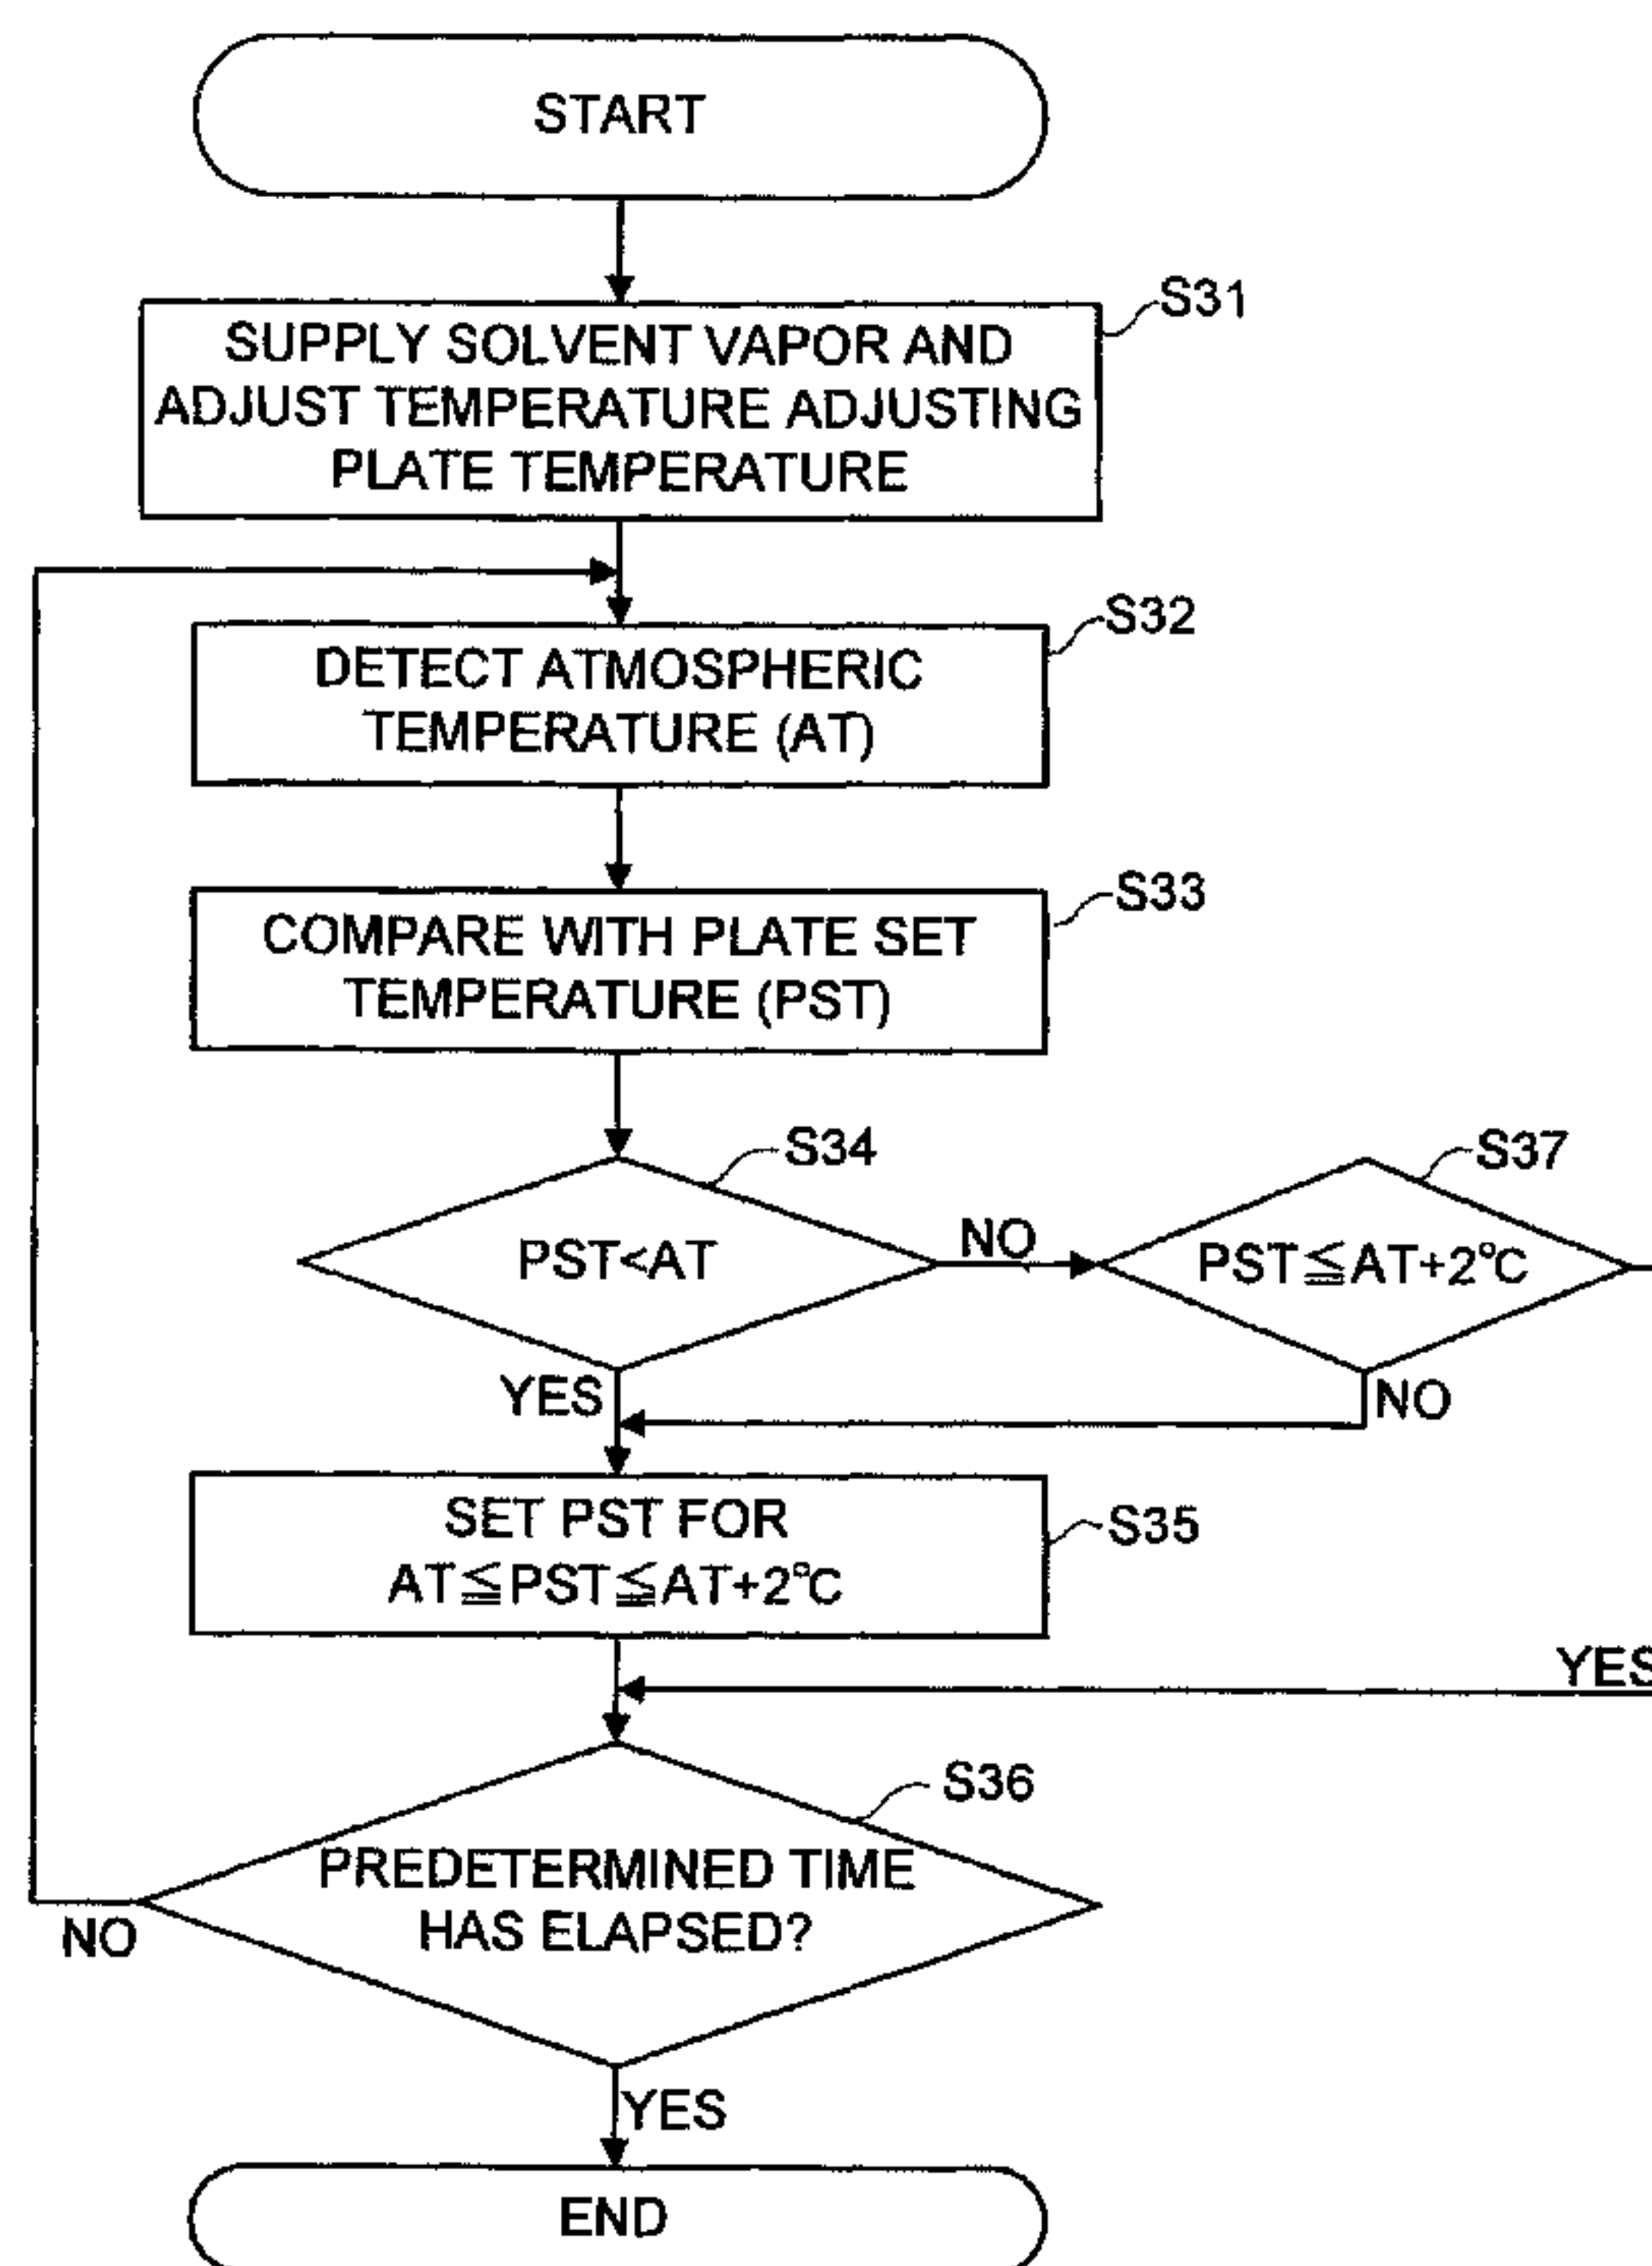 START
S31
SUPPLY SOLVENT VAPOR AND
ADJUST TEMPERATURE ADJUSTING
PLATE TEMPERATURE
S32
DETECT ATMOSPHERIC
TEMPERATURE (AT)
S33
COMPARE WITH PLATE SET
TEMPERATURE (PST)
S34
S37
PST<AT
NO
PST≦AT+2℃
YES
NO
SET PST FOR
AT≦PST≦AT+2℃
S35
YES
S36
PREDETERMINED TIME
HAS ELAPSED?
NO
YES
END